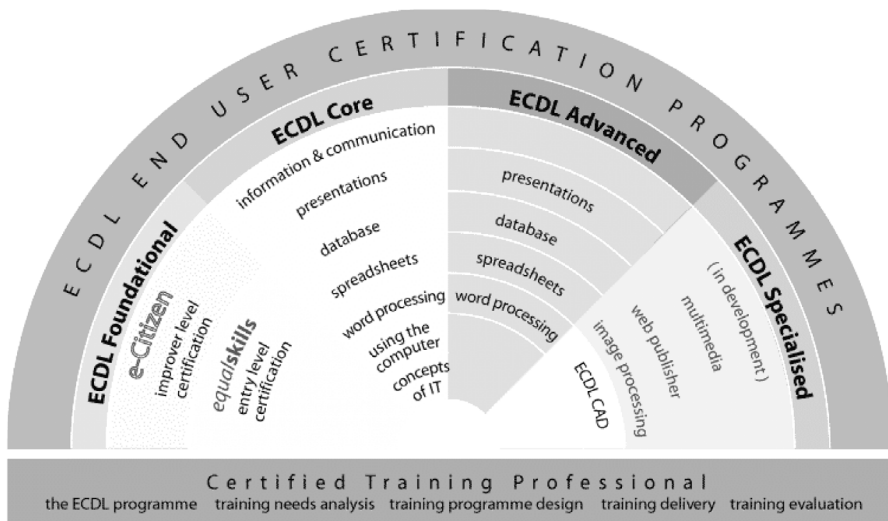 ECDL END USER CERTIFICATION PROGRAMMES
ECDL Foundational
e-Citizen
improver level
certification
equalskills
entry level
certification
ECDL Core
information & communication
presentations
database
spreadsheets
word processing
using the
computer
concepts
of IT
ECDL Advanced
presentations
database
spreadsheets
word processing
ECDL Specialised
( in development )
multimedia
web publisher
image processing
ECDL CAD
Certified Training Professional
the ECDL programme training needs analysis training programme design training delivery training evaluation